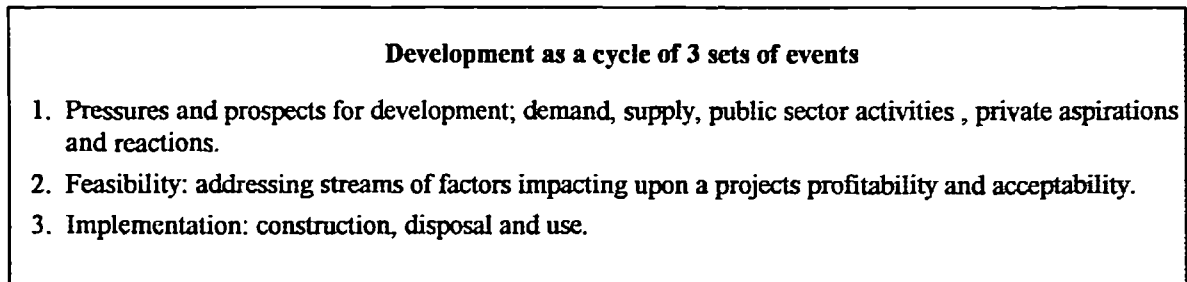 Development as a cycle of 3 sets of events
1. Pressures and prospects for development; demand, supply, public sector activities , private aspirations
and reactions.
2. Feasibility: addressing streams of factors impacting upon a projects profitability and acceptability.
3. Implementation: construction, disposal and use.